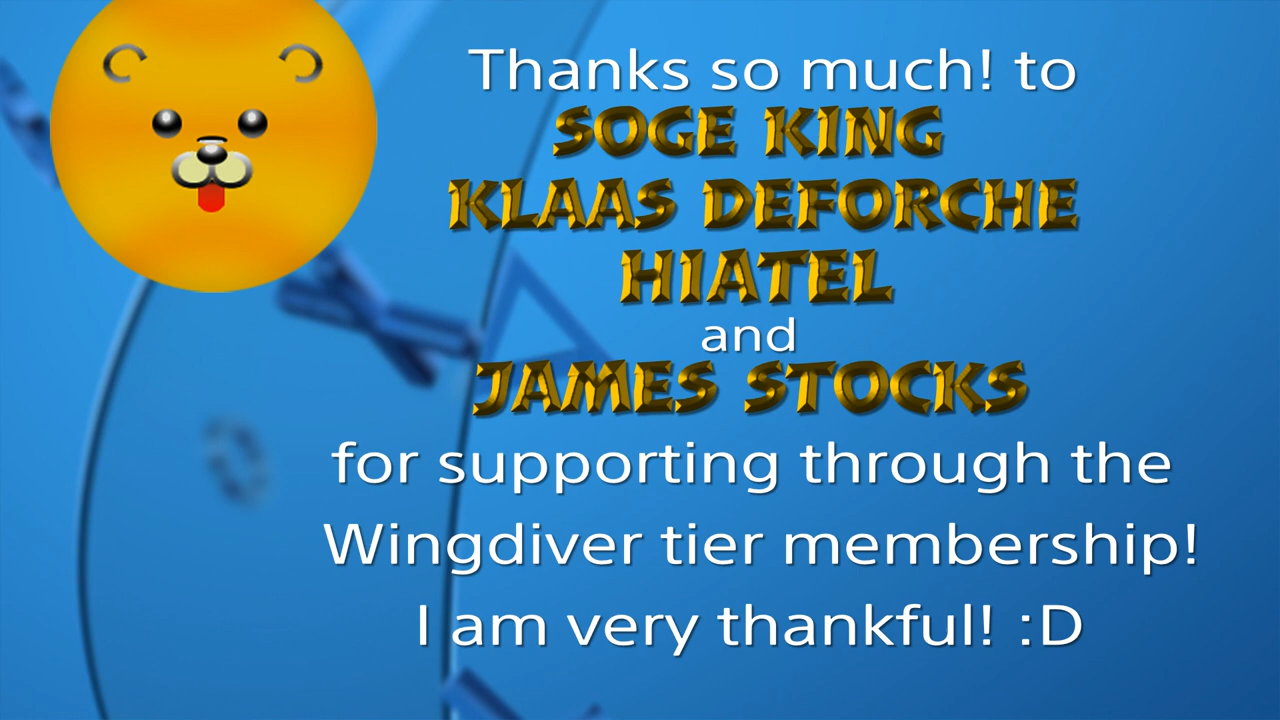 Thanks so much! to
SOGE KING
KLAAS DEFORCHE
HIATEL
and
JAMES STOCKS
for supporting through the
Wingdiver tier membership!
I am very thankful! :D